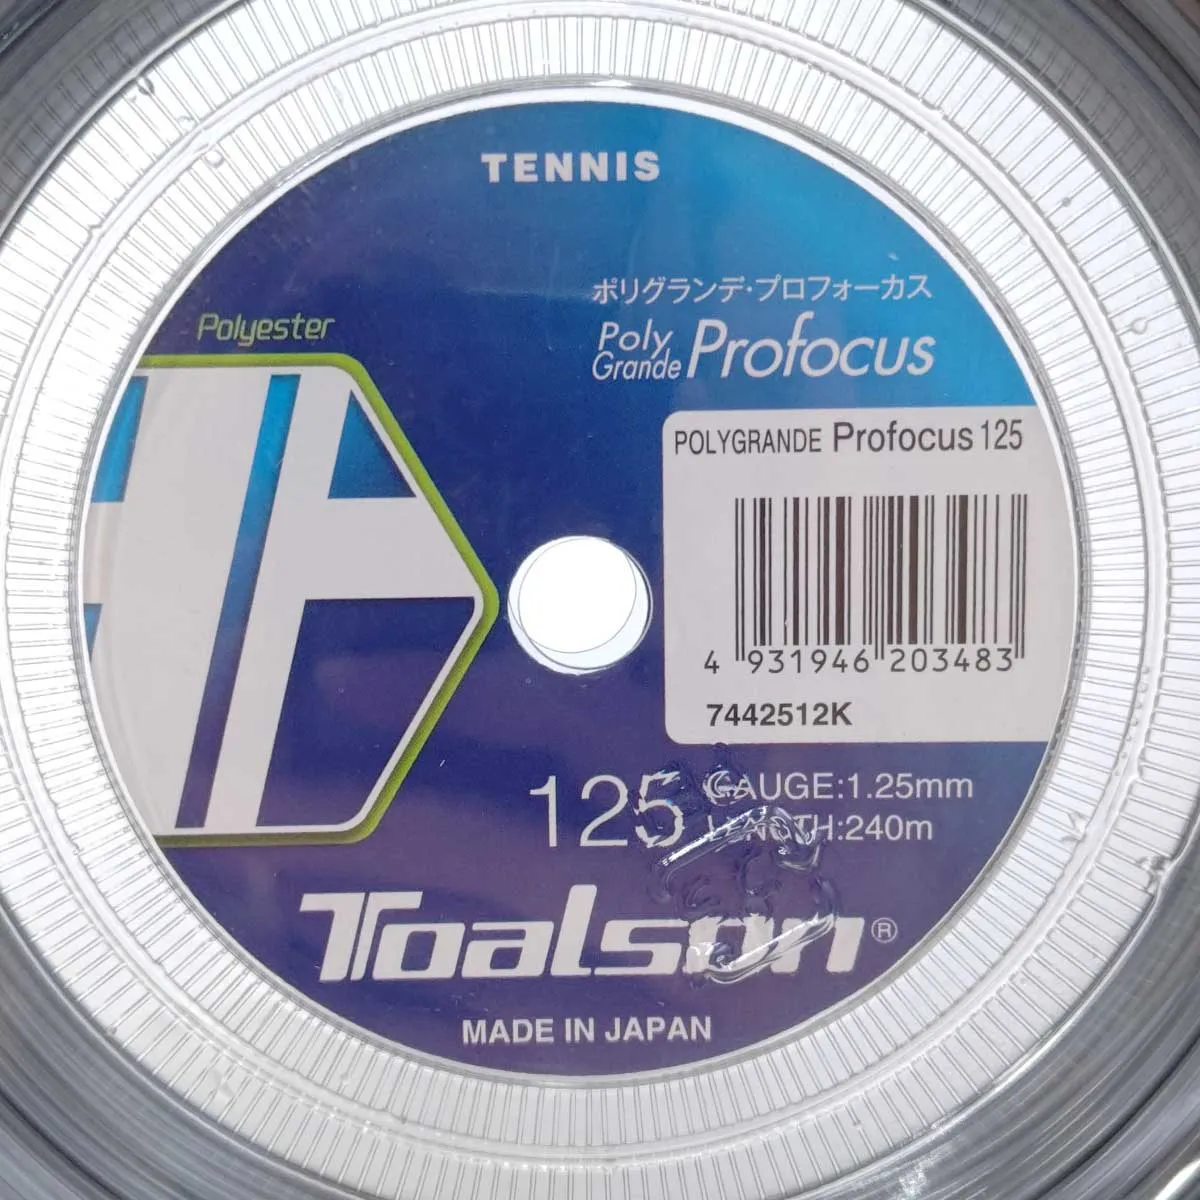 TENNIS
ポリグランデ・プロフォーカス
Poly Grande Profocus
Polyester
POLYGRANDE Profocus 125
4 931946 203483
7442512K
125
GAUGE:1.25mm
LENGTH:240m
Toalson®
MADE IN JAPAN